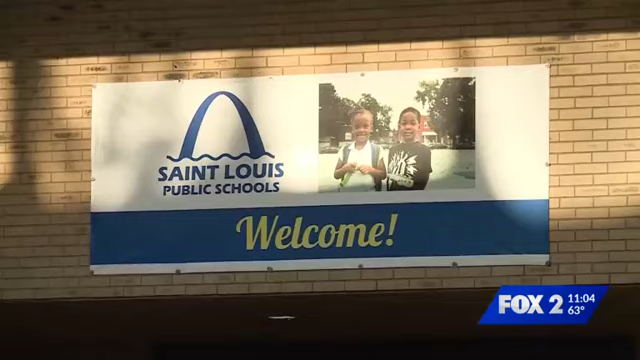 SAINT LOUIS
PUBLIC SCHOOLS
Welcome!
FOX 2
11:04
63°